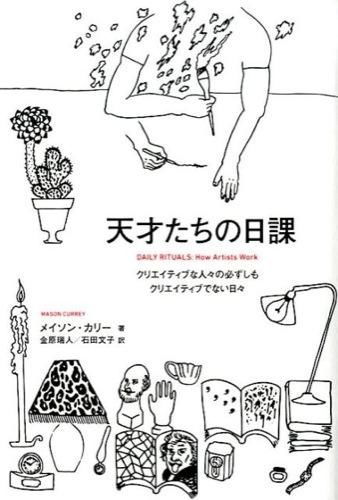 天才たちの日課
DAILY RITUALS: How Artists Work
クリエイティブな人々の必ずしも
クリエイティブでない日々
MASON CURREY
メイソン・カリー 著
金原瑞人／石田文子 訳